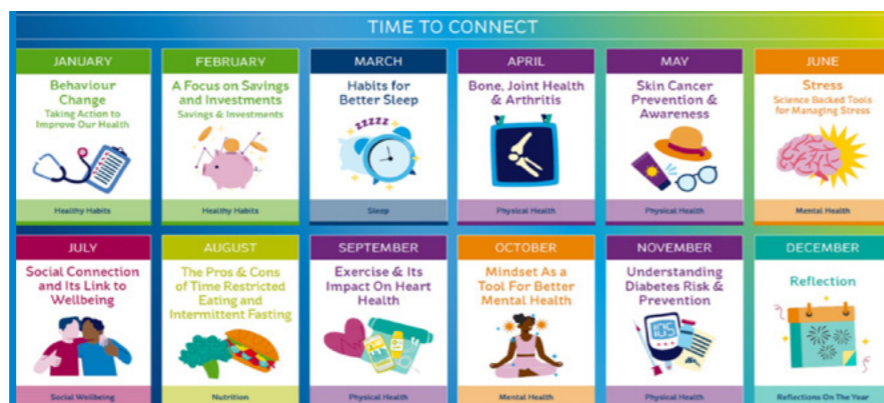 TIME TO CONNECT
JANUARY
Behaviour
Change
Taking Action to
Improve Our Health
Healthy Habits
FEBRUARY
A Focus on Savings
and Investments
Savings & Investments
Healthy Habits
MARCH
Habits for
Better Sleep
zzzzz
Sleep
APRIL
Bone, Joint Health
& Arthritis
Physical Health
MAY
Skin Cancer
Prevention &
Awareness
Physical Health
JUNE
Stress
Science Backed Tools
for Managing Stress
Mental Health
JULY
Social Connection
and Its Link to
Wellbeing
Social Wellbeing
AUGUST
The Pros & Cons
of Time Restricted
Eating and
Intermittent Fasting
Nutrition
SEPTEMBER
Exercise & Its
Impact On Heart
Health
Physical Health
OCTOBER
Mindset As a
Tool For Better
Mental Health
Mental Health
NOVEMBER
Understanding
Diabetes Risk &
Prevention
Physical Health
DECEMBER
Reflection
Reflections On The Year